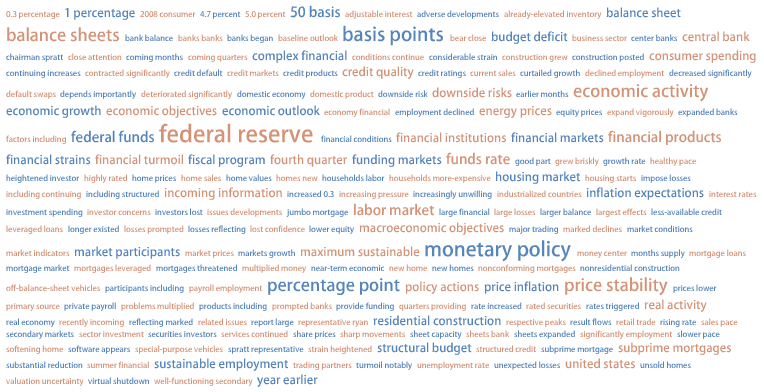 0.3 percentage 1 percentage 2008 consumer 4.7 percent 5.0 percent 50 basis adjustable interest adverse developments already-elevated inventory balance sheet
balance sheets bank balance banks banks banks began baseline outlook basis points bear close budget deficit business sector center banks central bank
chairman spratt close attention coming months coming quarters complex financial conditions continue considerable strain construction grew construction posted consumer spending
continuing increases contracted significantly credit default credit markets credit products credit quality credit ratings current sales curtailed growth declined employment decreased significantly
default swaps depends importantly deteriorated significantly domestic economy domestic product downside risk downside risks earlier months economic activity
economic growth economic objectives economic outlook economy financial employment declined energy prices equity prices expand vigorously expanded banks
factors including federal funds federal reserve financial conditions financial institutions financial markets financial products
financial strains financial turmoil fiscal program fourth quarter funding markets funds rate good part grew briskly growth rate healthy pace
heightened investor highly rated home prices home sales home values homes new households labor households more-expensive housing market housing starts impose losses
including continuing including structured incoming information increased 0.3 increasing pressure increasingly unwilling industrialized countries inflation expectations interest rates
investment spending investor concerns investors lost issues developments jumbo mortgage labor market large financial large losses larger balance largest effects less-available credit
leveraged loans longer existed losses prompted losses reflecting lost confidence lower equity macroeconomic objectives major trading marked declines market conditions
market indicators market participants market prices markets growth maximum sustainable monetary policy money center months supply mortgage loans
mortgage market mortgages leveraged mortgages threatened multiplied money near-term economic new home new homes nonconforming mortgages nonresidential construction
off-balance-sheet vehicles participants including payroll employment percentage point policy actions price inflation price stability prices lower
primary source private payroll problems multiplied products including prompted banks provide funding quarters providing rate increased rated securities rates triggered real activity
real economy recently incoming reflecting marked related issues report large representative ryan residential construction respective peaks result flows retail trade rising rate sales pace
secondary markets sector investment securities investors services continued share prices sharp movements sheet capacity sheets bank sheets expanded significantly employment slower pace
softening home software appears special-purpose vehicles spratt representative strain heightened structural budget structured credit subprime mortgage subprime mortgages
substantial reduction summer financial sustainable employment trading partners turmoil notably unemployment rate unexpected losses united states unsold homes
valuation uncertainty virtual shutdown well-functioning secondary year earlier